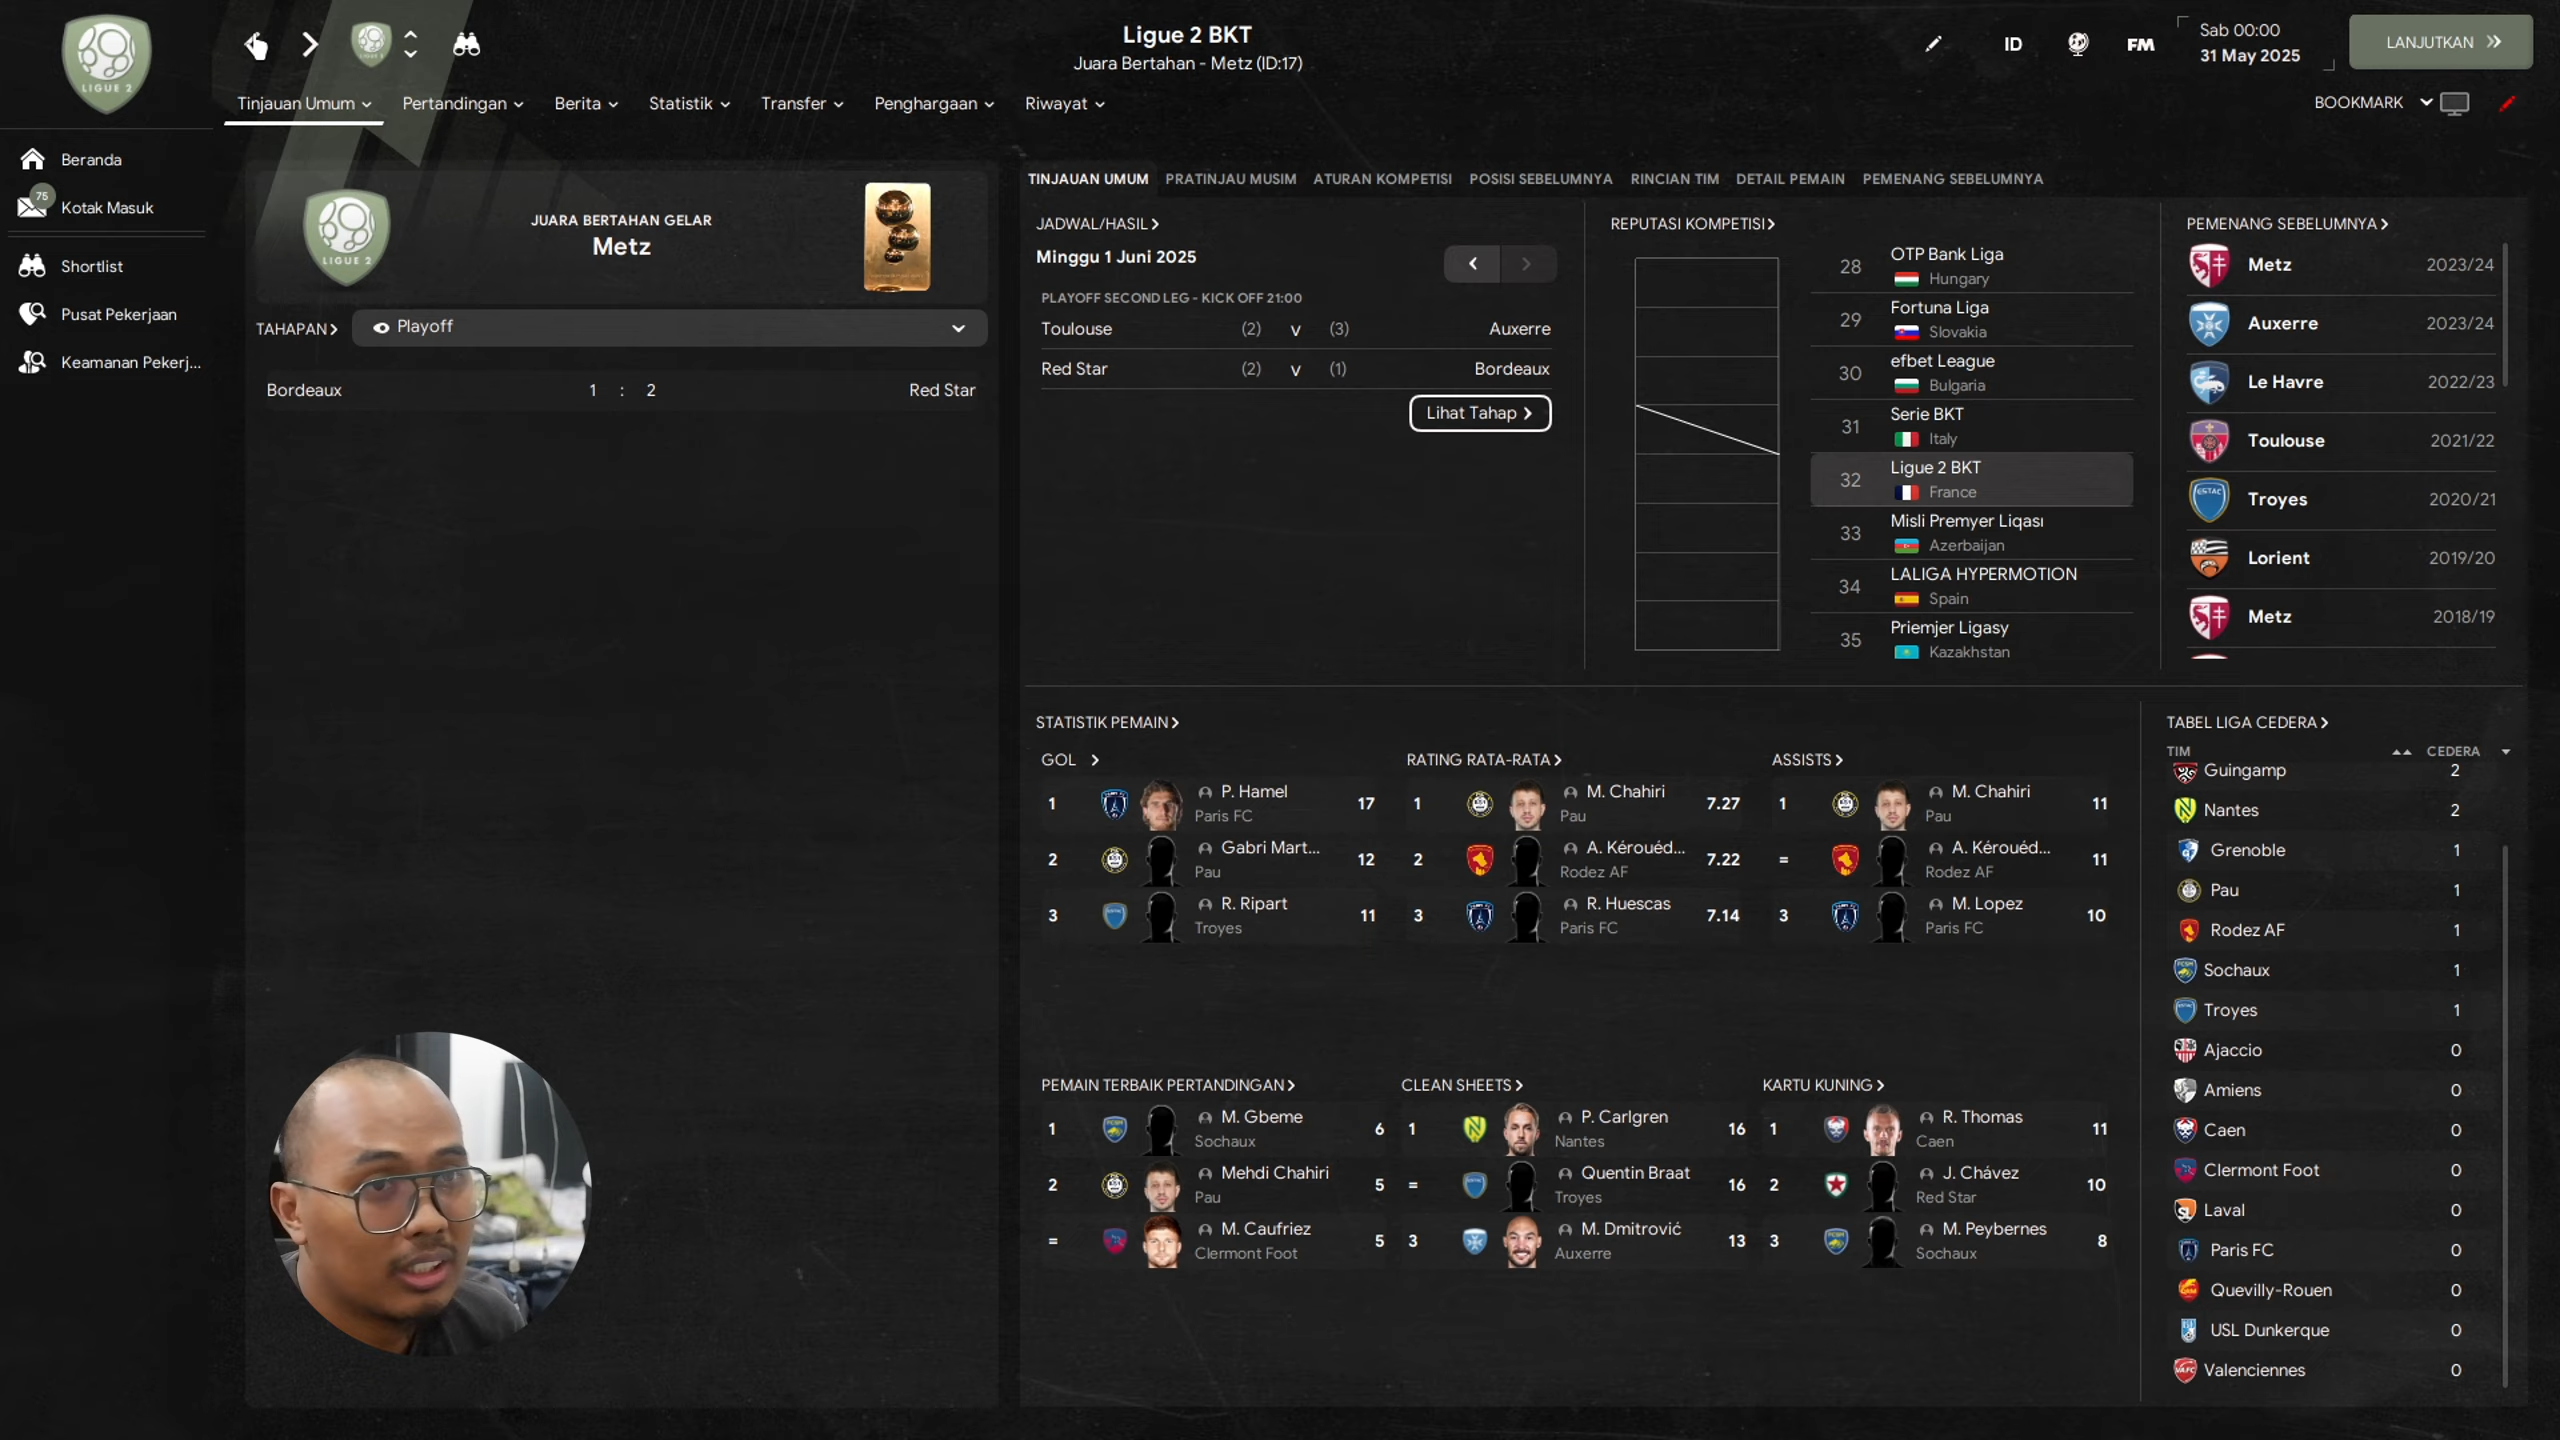 LIGUE 2
Ligue 2 BKT
Juara Bertahan - Metz (ID:17)
ID
FM
Sab 00:00
31 May 2025
LANJUTKAN
Tinjauan Umum
Pertandingan
Berita
Statistik
Transfer
Penghargaan
Riwayat
BOOKMARK
Beranda
75
Kotak Masuk
Shortlist
Pusat Pekerjaan
Keamanan Pekerj...
LIGUE 2
JUARA BERTAHAN GELAR
Metz
TAHAPAN
Playoff
Bordeaux 1 : 2 Red Star
TINJAUAN UMUM
PRATINJAU MUSIM
ATURAN KOMPETISI
POSISI SEBELUMNYA
RINCIAN TIM
DETAIL PEMAIN
PEMENANG SEBELUMNYA
JADWAL/HASIL
Minggu 1 Juni 2025
PLAYOFF SECOND LEG - KICK OFF 21:00
Toulouse (2) v (3) Auxerre
Red Star (2) v (1) Bordeaux
Lihat Tahap
REPUTASI KOMPETISI
28 OTP Bank Liga
Hungary
29 Fortuna Liga
Slovakia
30 efbet League
Bulgaria
31 Serie BKT
Italy
32 Ligue 2 BKT
France
33 Misli Premyer Liqası
Azerbaijan
34 LALIGA HYPERMOTION
Spain
35 Priemjer Ligasy
Kazakhstan
PEMENANG SEBELUMNYA
Metz 2023/24
Auxerre 2023/24
Le Havre 2022/23
Toulouse 2021/22
Troyes 2020/21
Lorient 2019/20
Metz 2018/19
STATISTIK PEMAIN
GOL
1 P. Hamel 17
Paris FC
2 Gabri Mart... 12
Pau
3 R. Ripart 11
Troyes
RATING RATA-RATA
1 M. Chahiri 7.27
Pau
2 A. Kérouéd... 7.22
Rodez AF
3 R. Huescas 7.14
Paris FC
ASSISTS
1 M. Chahiri 11
Pau
= A. Kérouéd... 11
Rodez AF
3 M. Lopez 10
Paris FC
PEMAIN TERBAIK PERTANDINGAN
1 M. Gbeme 6
Sochaux
2 Mehdi Chahiri 5
Pau
= M. Caufriez 5
Clermont Foot
CLEAN SHEETS
1 P. Carlgren 16
Nantes
= Quentin Braat 16
Troyes
3 M. Dmitrović 13
Auxerre
KARTU KUNING
1 R. Thomas 11
Caen
2 J. Chávez 10
Red Star
3 M. Peybernes 8
Sochaux
TABEL LIGA CEDERA
TIM CEDERA
Guingamp 2
Nantes 2
Grenoble 1
Pau 1
Rodez AF 1
Sochaux 1
Troyes 1
Ajaccio 0
Amiens 0
Caen 0
Clermont Foot 0
Laval 0
Paris FC 0
Quevilly-Rouen 0
USL Dunkerque 0
Valenciennes 0